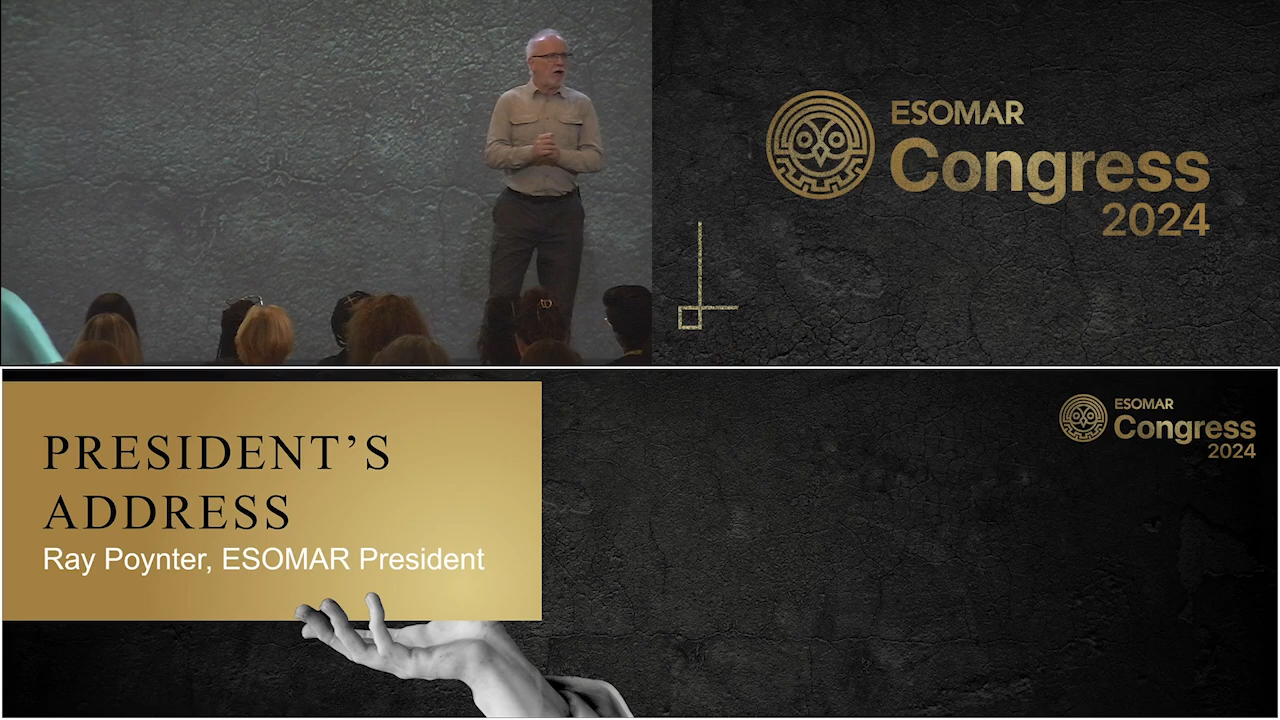 ESOMAR
Congress
2024
PRESIDENT'S
ADDRESS
Ray Poynter, ESOMAR President
ESOMAR
Congress
2024